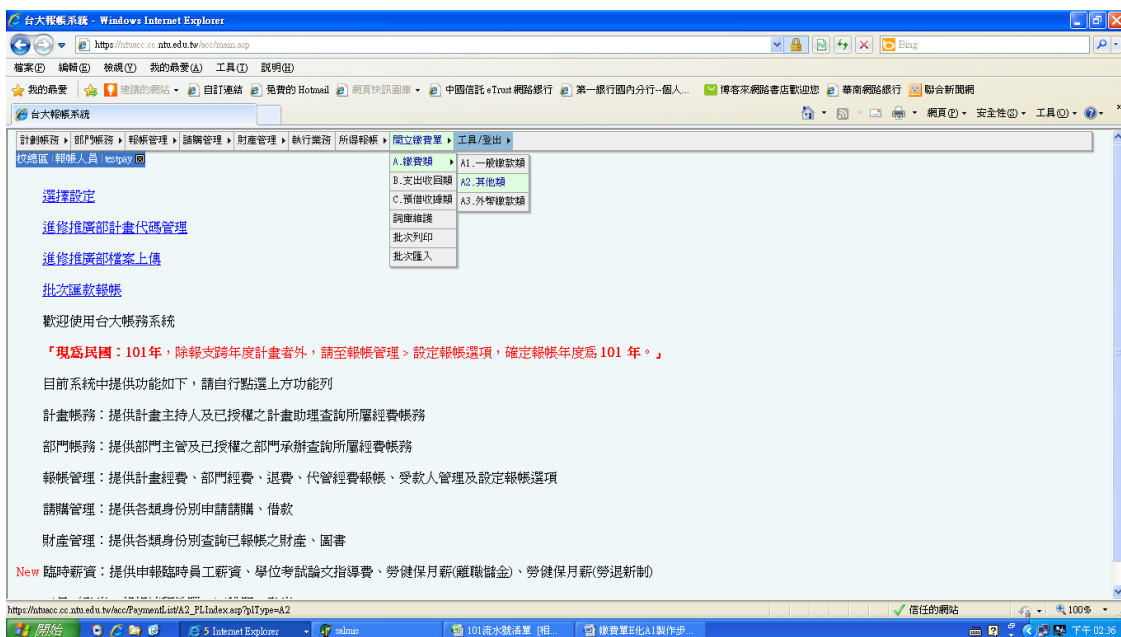 台大報帳系統 - Windows Internet Explorer
https://ntuacc.cc.ntu.edu.tw/acc/main.asp
Bing
檔案(F) 編輯(E) 檢視(V) 我的最愛(A) 工具(T) 說明(H)
我的最愛 建議的網站 自訂連結 免費的 Hotmail 網頁快訊圖庫 中國信託 eTrust 網路銀行 第一銀行國內分行--個人... 博客來網路書店歡迎您 華南網路銀行 聯合新聞網
台大報帳系統 網頁(P) 安全性(S) 工具(O)
計劃帳務 部門帳務 報帳管理 請購管理 財產管理 執行業務 所得報帳 開立繳費單 工具/登出
校總區 報帳人員 testpay
A.繳費類 A1.一般繳款類
B.支出收回類 A2.其他類
C.預借收據類 A3.外幣繳款類
詞庫維護
批次列印
批次匯入
選擇設定
進修推廣部計畫代碼管理
進修推廣部檔案上傳
批次匯款報帳
歡迎使用台大帳務系統
「現為民國：101年，除報支跨年度計畫者外，請至報帳管理 > 設定報帳選項，確定報帳年度為 101 年。」
目前系統中提供功能如下，請自行點選上方功能列
計畫帳務：提供計畫主持人及已授權之計畫助理查詢所屬經費帳務
部門帳務：提供部門主管及已授權之部門承辦查詢所屬經費帳務
報帳管理：提供計畫經費、部門經費、退費、代管經費報帳、受款人管理及設定報帳選項
請購管理：提供各類身份別申請請購、借款
財產管理：提供各類身份別查詢已報帳之財產、圖書
New 臨時薪資：提供申報臨時員工薪資、學位考試論文指導費、勞健保月薪(離職儲金)、勞健保月薪(勞退新制)
https://ntuacc.cc.ntu.edu.tw/acc/PaymentList/A2_PLIndex.asp?plType=A2 信任的網站 100%
開始 5 Internet Explorer salmis 101流水號清單 [相... 繳費單E化A1製作步... 下午 02:36